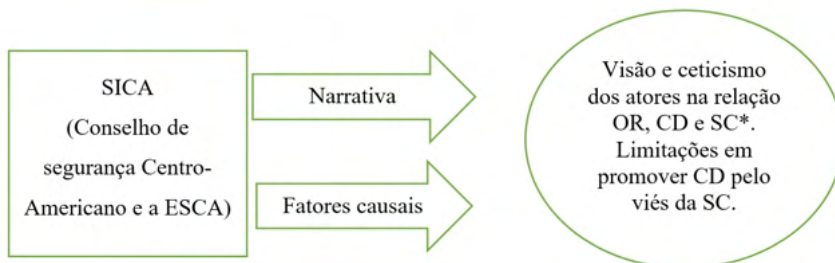 SICA
(Conselho de
segurança Centro-
Americano e a ESCA)
Narrativa
Fatores causais
Visão e ceticismo
dos atores na relação
OR, CD e SC*.
Limitações em
promover CD pelo
viés da SC.